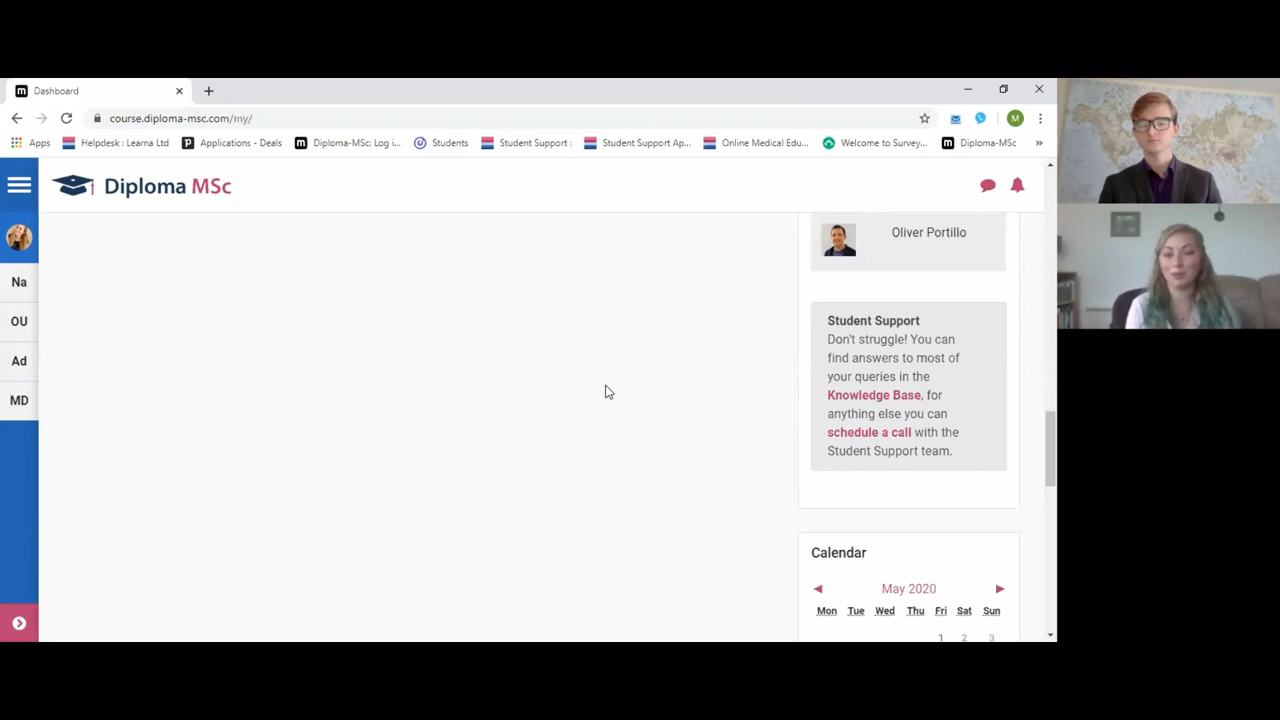 Dashboard
course.diploma-msc.com/my/
Apps Helpdesk : Learna Ltd Applications - Deals Diploma-MSc: Log i... Students Student Support : Student Support Ap... Online Medical Edu... Welcome to Survey... Diploma-MSc »
M
Diploma MSc
Na
OU
Ad
MD
Oliver Portillo
Student Support
Don't struggle! You can
find answers to most of
your queries in the
Knowledge Base, for
anything else you can
schedule a call with the
Student Support team.
Calendar
May 2020
Mon Tue Wed Thu Fri Sat Sun
1 2 3